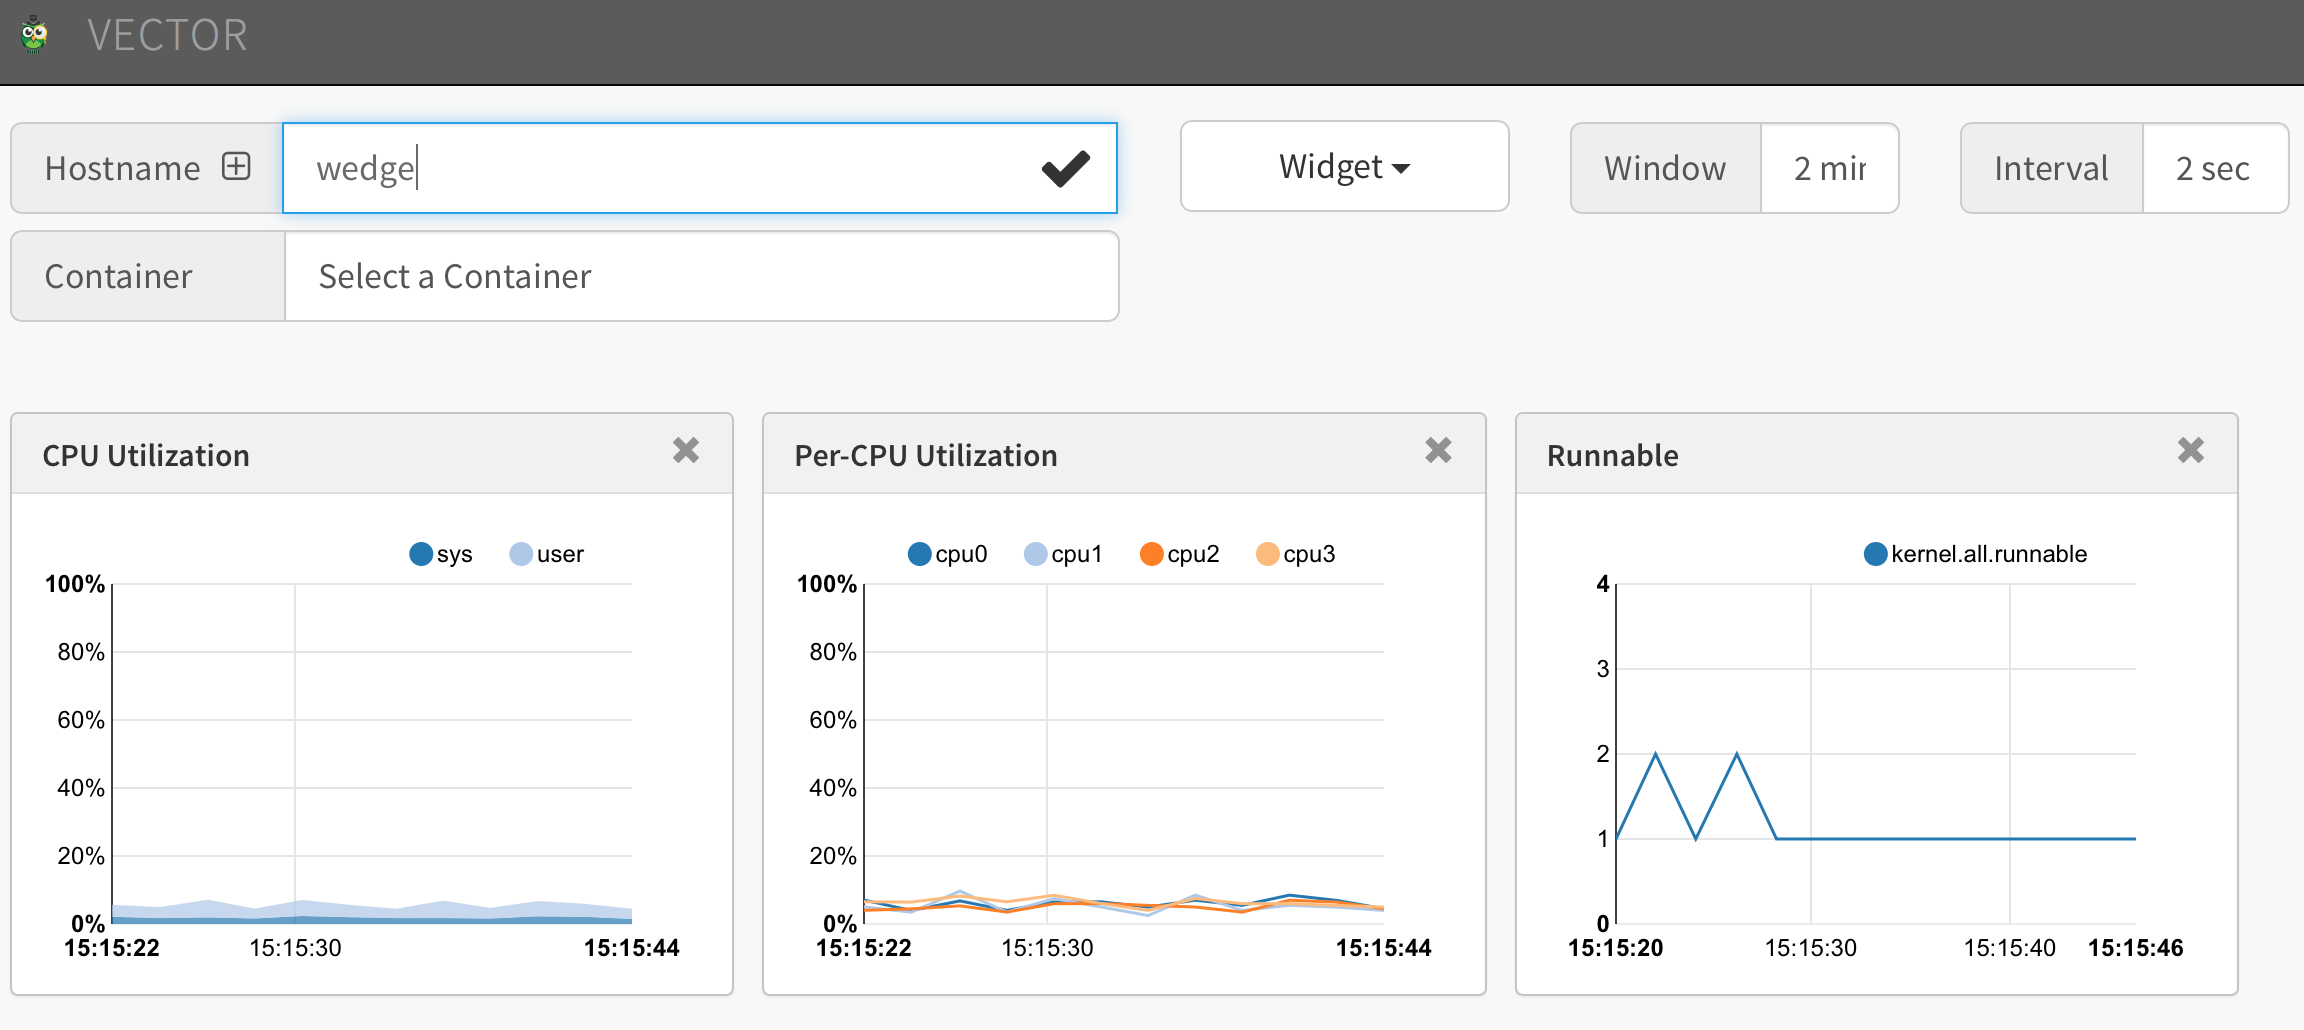 VECTOR
Hostname wedge Widget Window 2 min Interval 2 sec
Container Select a Container
CPU Utilization
sys user
100%
80%
60%
40%
20%
0%
15:15:22 15:15:30 15:15:44
Per-CPU Utilization
cpu0 cpu1 cpu2 cpu3
100%
80%
60%
40%
20%
0%
15:15:22 15:15:30 15:15:44
Runnable
kernel.all.runnable
4
3
2
1
0
15:15:20 15:15:30 15:15:40 15:15:46